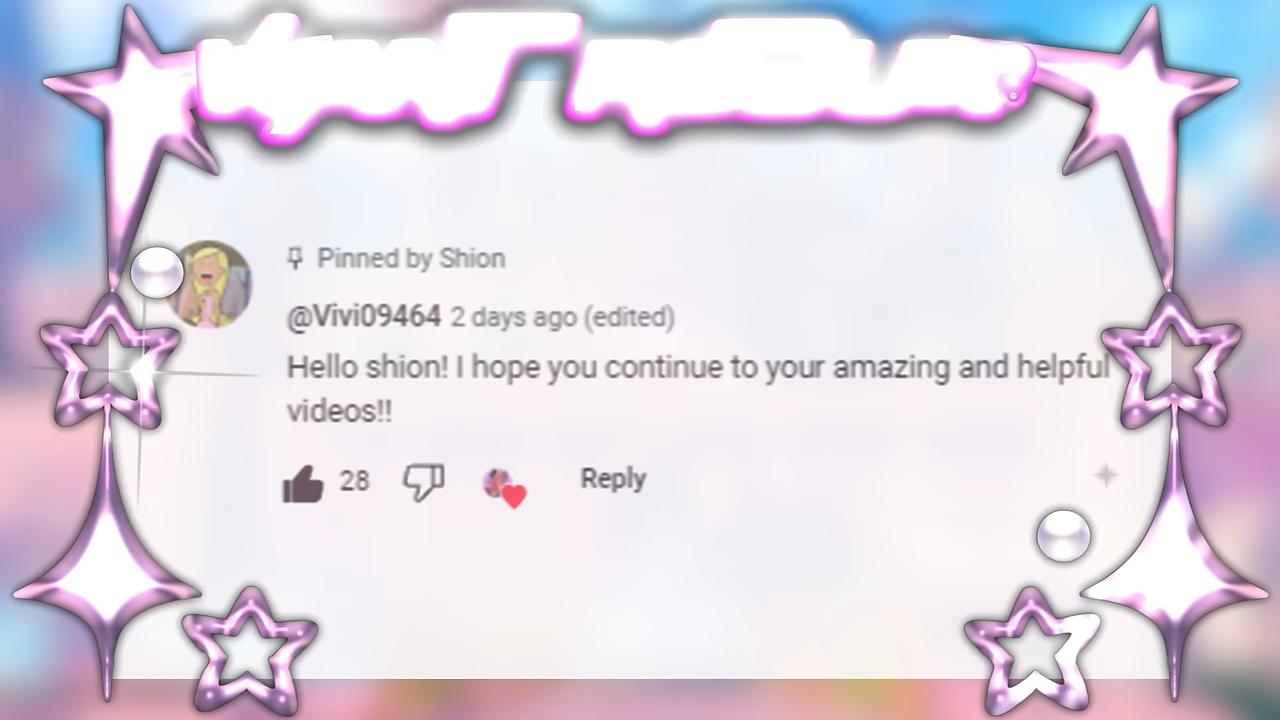 Pinned by Shion
@Vivi09464 2 days ago (edited)
Hello shion! I hope you continue to your amazing and helpful
videos!!
28 Reply